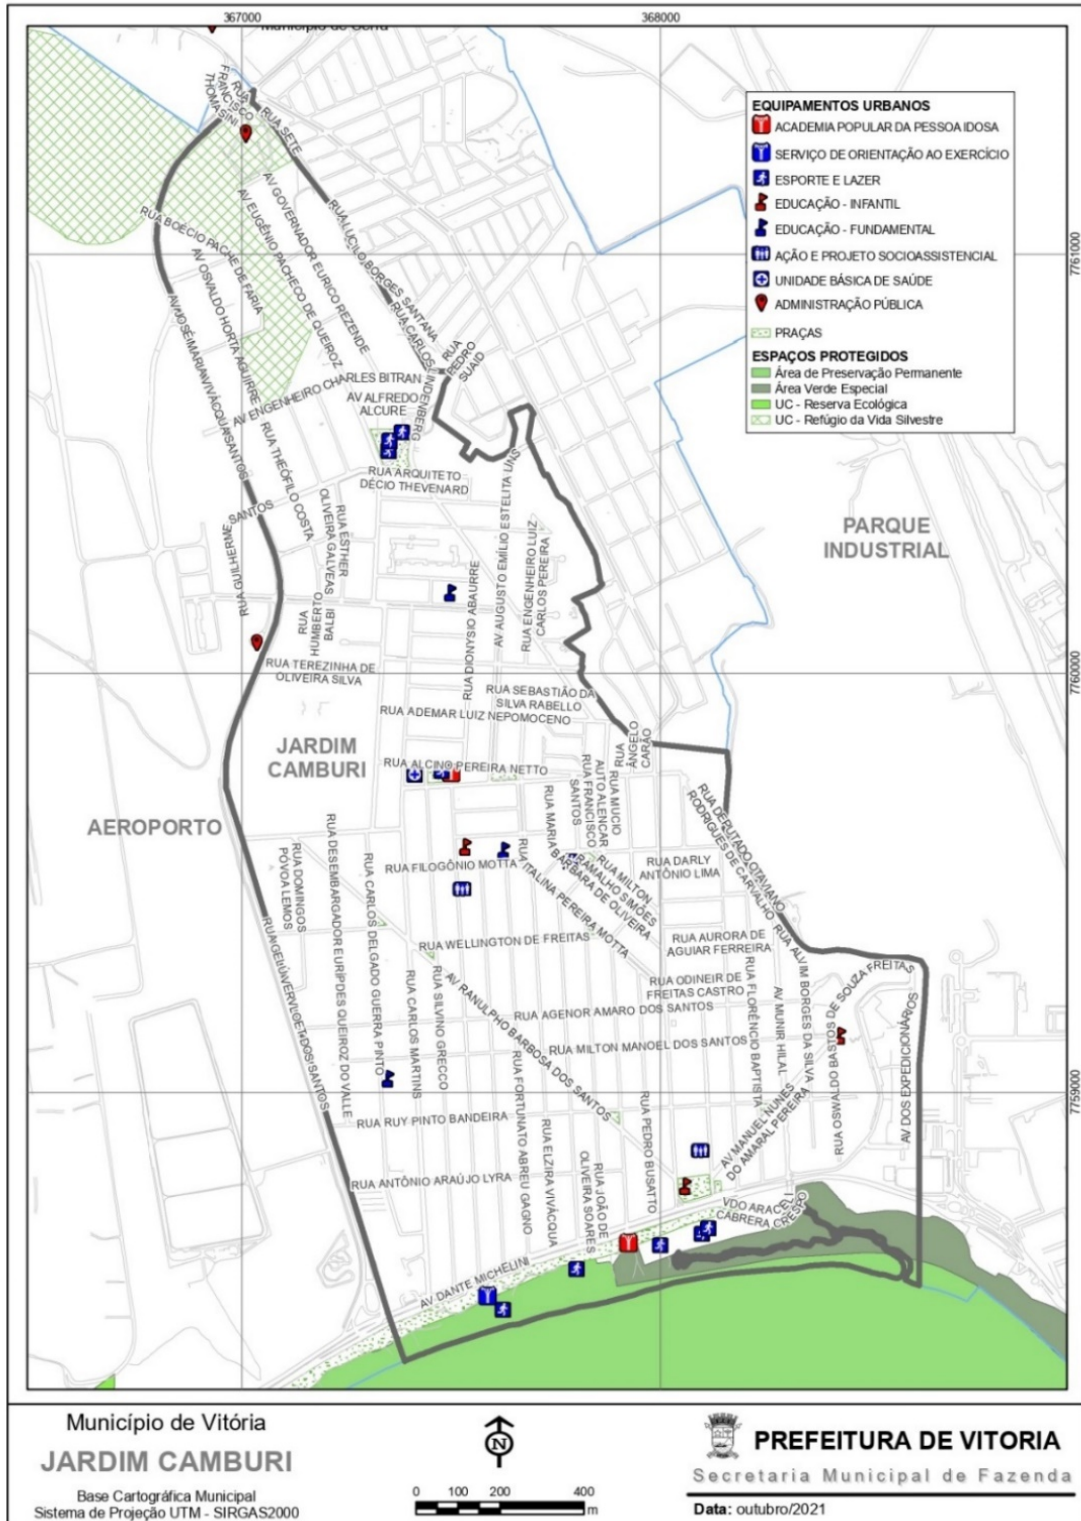 367000
368000
Município de Serra
7761000
7760000
7759000
EQUIPAMENTOS URBANOS
ACADEMIA POPULAR DA PESSOA IDOSA
SERVIÇO DE ORIENTAÇÃO AO EXERCÍCIO
ESPORTE E LAZER
EDUCAÇÃO - INFANTIL
EDUCAÇÃO - FUNDAMENTAL
AÇÃO E PROJETO SOCIOASSISTENCIAL
UNIDADE BÁSICA DE SAÚDE
ADMINISTRAÇÃO PÚBLICA
PRAÇAS
ESPAÇOS PROTEGIDOS
Área de Preservação Permanente
Área Verde Especial
UC - Reserva Ecológica
UC - Refúgio da Vida Silvestre
RUA
FRANCISCO
THOMASINI
RUA SETE
AV GOVERNADOR EURICO REZENDE
AV EUGÊNIO PACHECO DE QUEIROZ
RUA LUCILO BORGES SANTANA
RUA BOÉCIO PACHE DE FARIA
AV OSVALDO HORTA AGUIRRE
AV JOSÉ MARIA VIVÁCQUA SANTOS
RUA CARLOS LINDENBERG
RUA
PEDRO
SUAID
AV ENGENHEIRO CHARLES BITRAN
AV ALFREDO
ALCURE
RUA THEÓFILO COSTA
RUA ARQUITETO
DÉCIO THEVENARD
RUA GUILHERME
SANTOS
RUA ESTHER
OLIVEIRA GALVEAS
RUA
HUMBERTO
BALBI
AV AUGUSTO EMÍLIO ESTELITA LINS
RUA ENGENHEIRO LUIZ
CARLOS PEREIRA
RUA DIONYSIO ABAURRE
PARQUE
INDUSTRIAL
RUA TEREZINHA DE
OLIVEIRA SILVA
RUA SEBASTIÃO DA
SILVA RABELLO
RUA ADEMAR LUIZ NEPOMOCENO
RUA
ÂNGELO
CARÃO
JARDIM
CAMBURI
RUA ALCINO PEREIRA NETTO
AEROPORTO
RUA MUCIO
AUTO ALENCAR
RUA FRANCISCO
SANTOS
RUA DEPUTADO OTAVIANO
RODRIGUES DE CARVALHO
RUA DOMINGOS
PÓVOA LEMOS
RUA DESEMBARGADOR EURÍPDES QUEIROZ DO VALLE
RUA CARLOS DELGADO GUERRA PINTO
RUA FILOGÔNIO MOTTA
RUA ITALINA PEREIRA MOTTA
RUA MARIA BÁRBARA DE OLIVEIRA
RUA MILTON
RAMALHO SIMÕES
RUA DARLY
ANTÔNIO LIMA
RUA WELLINGTON DE FREITAS
RUA AURORA DE
AGUIAR FERREIRA
RUA ODINEIR DE
FREITAS CASTRO
RUA CARLOS MARTINS
RUA SILVINO GRECCO
AV RANULPHO BARBOSA DOS SANTOS
RUA AGENOR AMARO DOS SANTOS
RUA MILTON MANOEL DOS SANTOS
RUA FLORÊNCIO BAPTISTA
AV MUNIR HILAL
RUA ALVIM BORGES DA SILVA
RUA OSWALDO BASTOS DE SOUZA FREITAS
AV DOS EXPEDICIONÁRIOS
RUA RUY PINTO BANDEIRA
RUA FORTUNATO ABREU GAGNO
RUA ELZIRA VIVÁCQUA
RUA JOÃO DE
OLIVEIRA SOARES
RUA PEDRO BUSATTO
AV MANUEL NUNES
DO AMARAL PEREIRA
RUA ANTÔNIO ARAÚJO LYRA
VDO ARACELI
CABRERA CRESPO
AV DANTE MICHELINI
Município de Vitória
JARDIM CAMBURI
Base Cartográfica Municipal
Sistema de Projeção UTM - SIRGAS2000
N
0 100 200 400
m
PREFEITURA DE VITORIA
Secretaria Municipal de Fazenda
Data: outubro/2021